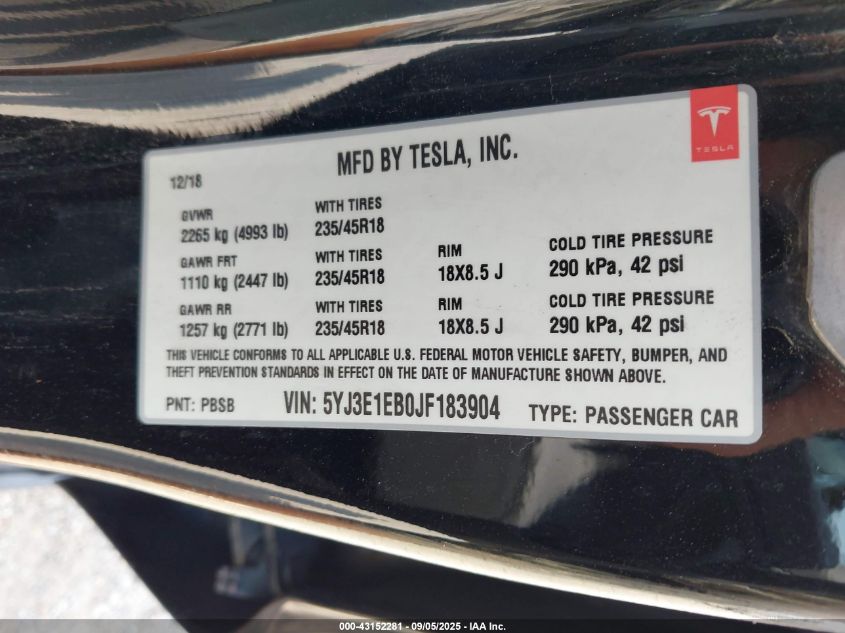 TESLA
MFD BY TESLA, INC.
12/18
GVWR WITH TIRES
2265 kg (4993 lb) 235/45R18
GAWR FRT WITH TIRES RIM COLD TIRE PRESSURE
1110 kg (2447 lb) 235/45R18 18X8.5 J 290 kPa, 42 psi
GAWR RR WITH TIRES RIM COLD TIRE PRESSURE
1257 kg (2771 lb) 235/45R18 18X8.5 J 290 kPa, 42 psi
THIS VEHICLE CONFORMS TO ALL APPLICABLE U.S. FEDERAL MOTOR VEHICLE SAFETY, BUMPER, AND
THEFT PREVENTION STANDARDS IN EFFECT ON THE DATE OF MANUFACTURE SHOWN ABOVE.
PNT: PBSB VIN: 5YJ3E1EB0JF183904 TYPE: PASSENGER CAR
000-43152281 - 09/05/2025 - IAA Inc.